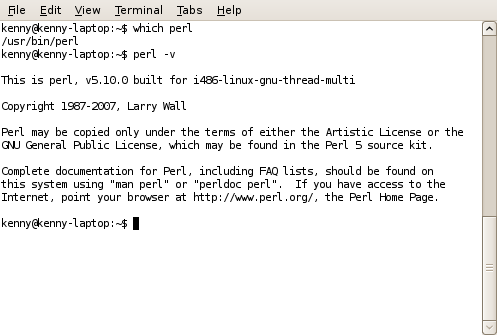 File Edit View Terminal Tabs Help
kenny@kenny-laptop:~$ which perl
/usr/bin/perl
kenny@kenny-laptop:~$ perl -v
This is perl, v5.10.0 built for i486-linux-gnu-thread-multi
Copyright 1987-2007, Larry Wall
Perl may be copied only under the terms of either the Artistic License or the
GNU General Public License, which may be found in the Perl 5 source kit.
Complete documentation for Perl, including FAQ lists, should be found on
this system using "man perl" or "perldoc perl".  If you have access to the
Internet, point your browser at http://www.perl.org/, the Perl Home Page.
kenny@kenny-laptop:~$